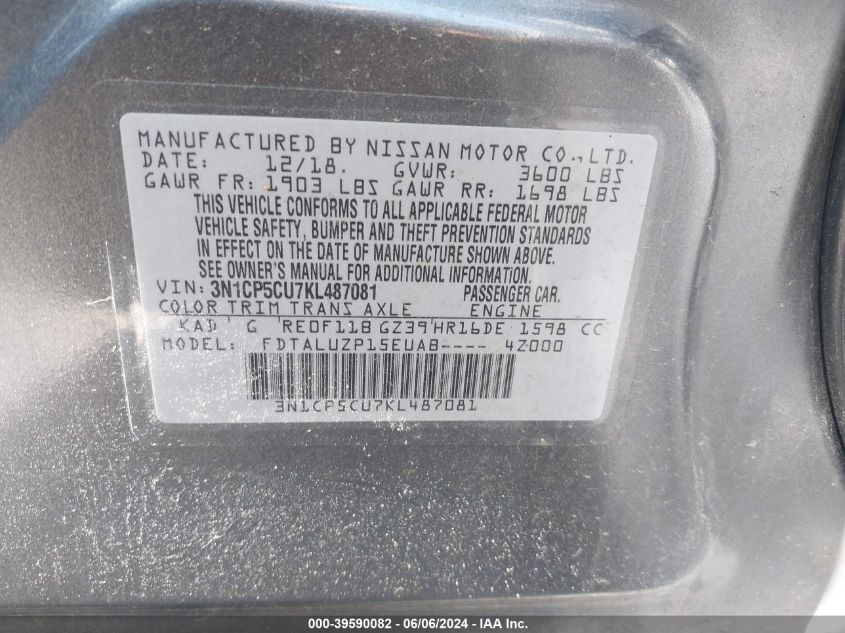 MANUFACTURED BY NISSAN MOTOR CO., LTD.
DATE: 12/18. GVWR: 3600 LBS
GAWR FR: 1903 LBS GAWR RR: 1698 LBS
THIS VEHICLE CONFORMS TO ALL APPLICABLE FEDERAL MOTOR
VEHICLE SAFETY, BUMPER AND THEFT PREVENTION STANDARDS
IN EFFECT ON THE DATE OF MANUFACTURE SHOWN ABOVE.
SEE OWNER'S MANUAL FOR ADDITIONAL INFORMATION.
VIN: 3N1CP5CU7KL487081 PASSENGER CAR.
COLOR TRIM TRANS AXLE ENGINE
KAD G RE0F11B GZ39 HR16DE 1598 CC
MODEL: FDTALUZP15EUAB---- 4Z000
3N1CP5CU7KL487081
000-39590082 - 06/06/2024 - IAA, Inc.